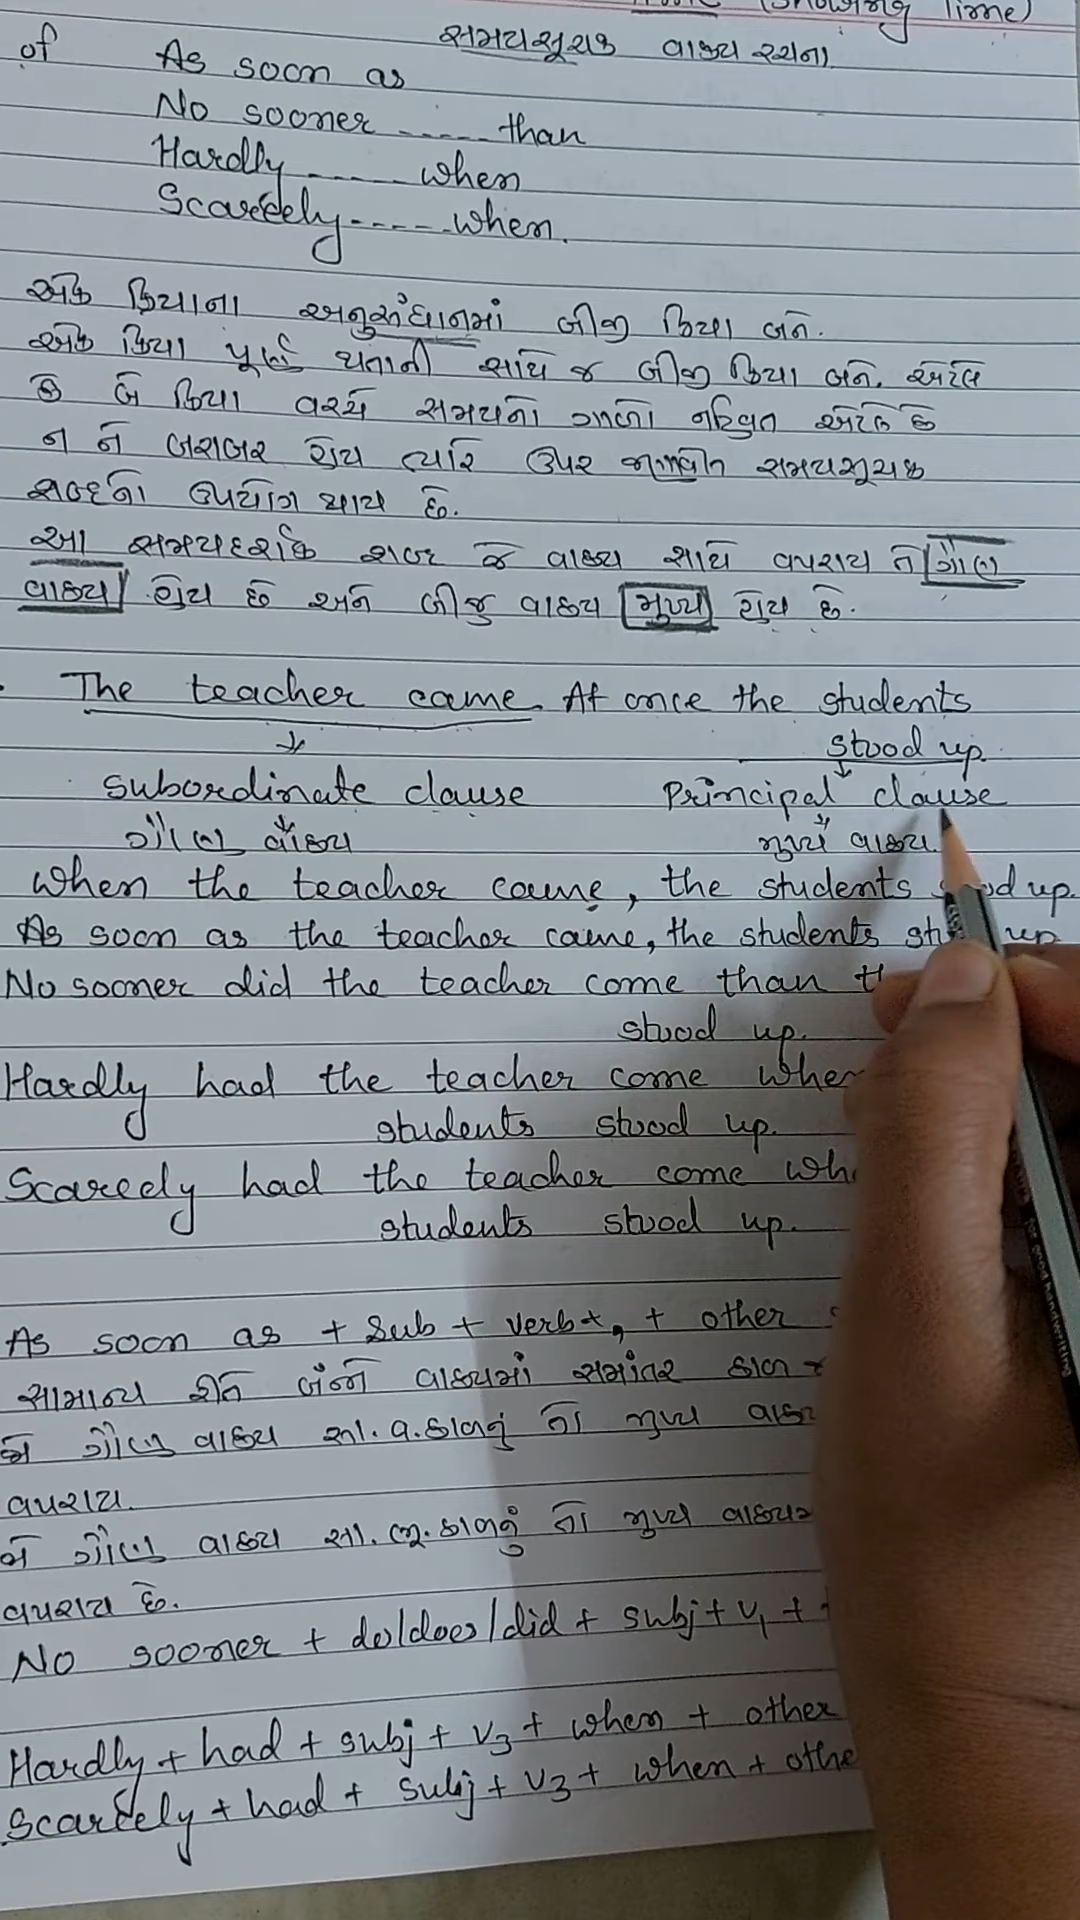 (Showing Time)
સમયસૂચક વાક્ય રચના
of As soon as
No sooner ----- than
Hardly ----- when
Scarcely ----- when.
એક ક્રિયાના અનુસંધાનમાં બીજી ક્રિયા બને.
એક ક્રિયા પૂર્ણ થતાની સાથે જ બીજી ક્રિયા બને. એટલે
કે બે ક્રિયા વચ્ચે સમયનો ગાળો નહિવત એટલે કે
ન ને બરાબર હોય ત્યારે ઉપર સમયસૂચક
શબ્દનો ઉપયોગ થાય છે.
આ સમયદર્શક શબ્દ જે વાક્ય સાથે વપરાય તે ગૌણ
વાક્ય હોય છે અને બીજુ વાક્ય મુખ્ય હોય છે.
The teacher came. At once the students
stood up.
subordinate clause Principal clause
ગૌણ વાક્ય મુખ્ય વાક્ય.
When the teacher came, the students up.
As soon as the teacher came, the students up
No sooner did the teacher come than
stood up.
Hardly had the teacher come
students stood up.
Scarcely had the teacher come
students stood up.
As soon as + Sub + verb+, + other
સામાન્ય રીતે બંને વાક્યમાં સમાંતર કાળ
જો ગૌણ વાક્ય સા.વ.કાળનું તો મુખ્ય
વપરાય.
જો ગૌણ વાક્ય સા.ભૂ.કાળનું તો મુખ્ય
વપરાય છે.
No sooner + do/does/did + subj + V1 +
Hardly + had + subj + V3 + when + other
Scarcely + had + subj + V3 + when +